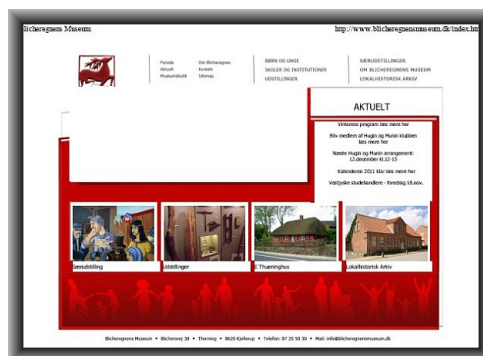 licheregnens Museum
http://www.blicheregnensmuseum.dk/index.htm
Forside
Aktuelt
Museumsbutik
Om Blicheregnen
Kontakt
Sitemap
BØRN OG UNGE
SKOLER OG INSTITUTIONER
UDSTILLINGER
SÆRUDSTILLINGER
OM BLICHEREGNENS MUSEUM
LOKALHISTORISK ARKIV
AKTUELT
Vinterens program læs mere her
Bliv medlem af Hugin og Munin klubben
læs mere her
Næste Hugin og Munin arrangement:
12.december kl.12-15
Kalenderen 2011 klar læs mere her
Vestjyske studehandlere - foredrag 16.nov.
Særudstilling
Udstillinger
E Thueninghus
Lokalhistorisk Arkiv
Blicheregnens Museum • Blichersvej 36 • Thorning • 8620 Kjellerup • Telefon: 87 20 50 30 • Mail: info@blicheregnensmuseum.dk